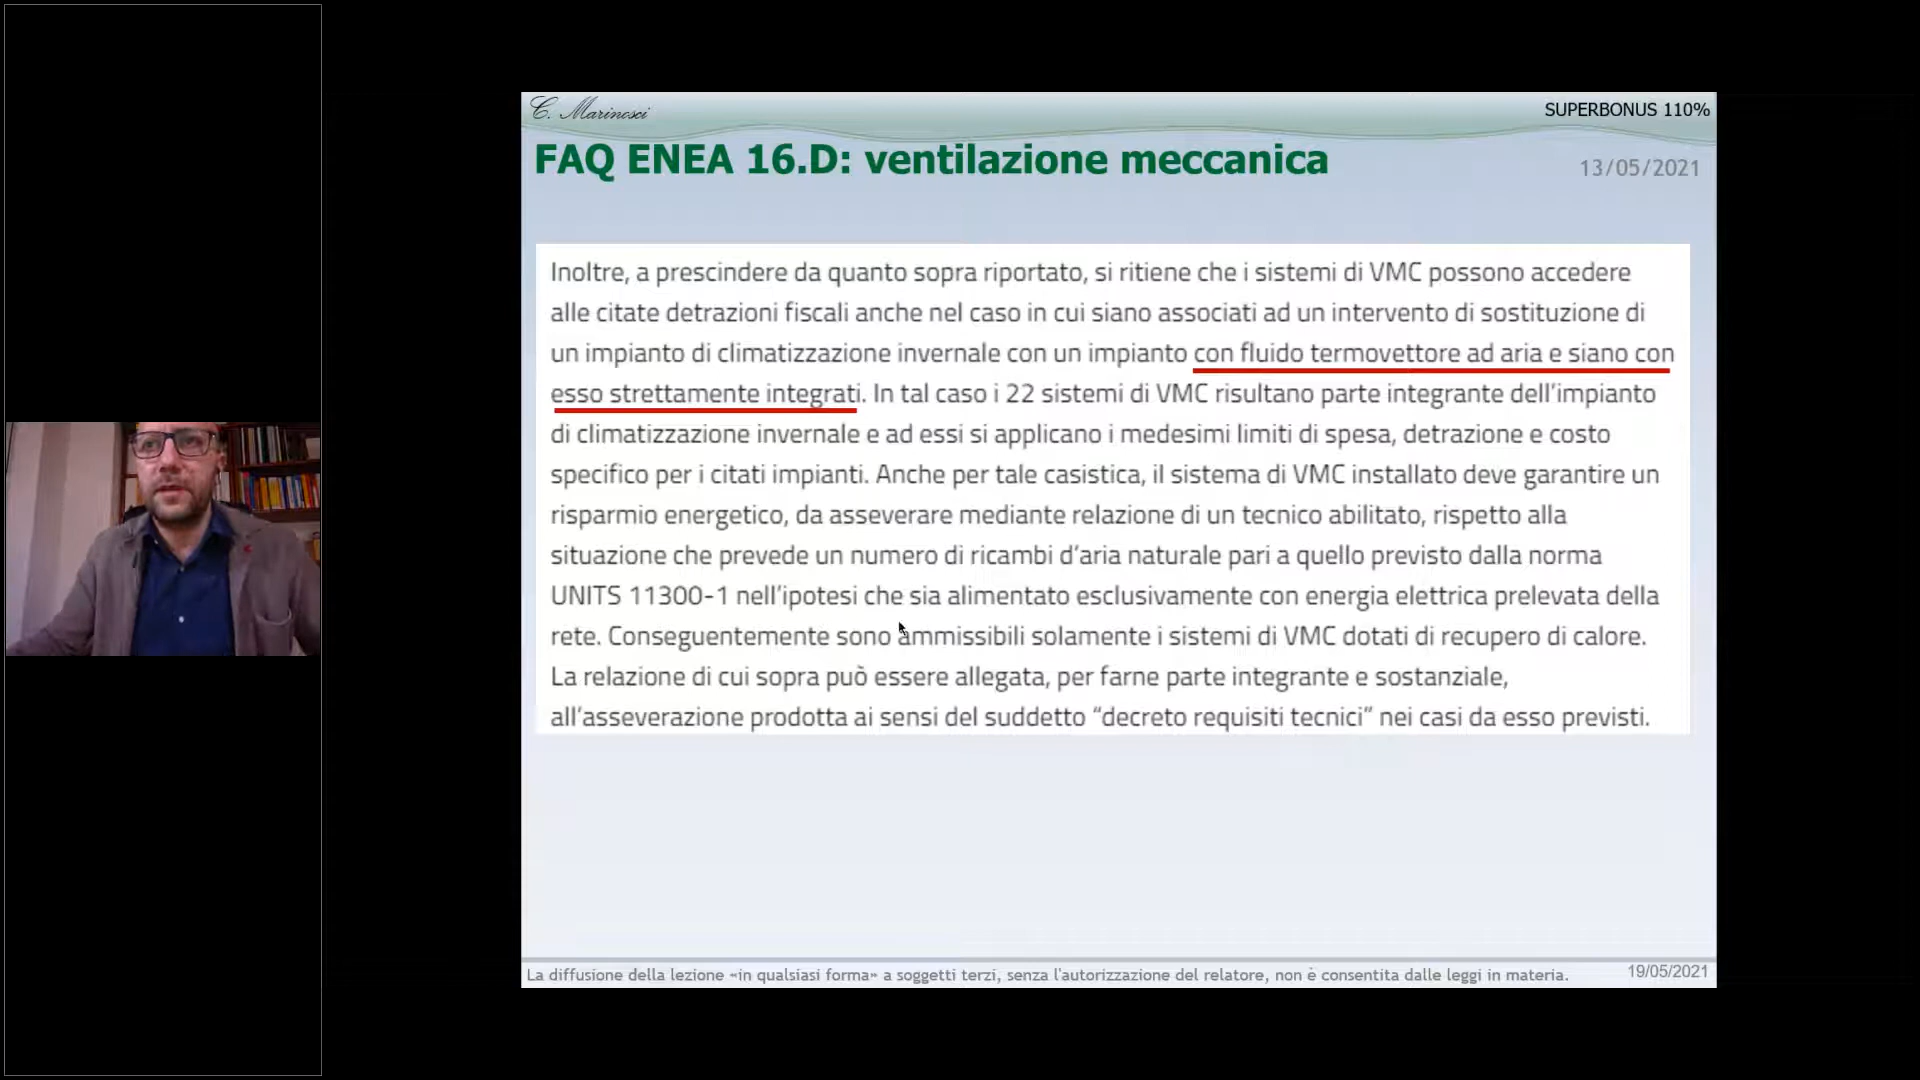 C. Marinosci
SUPERBONUS 110%
FAQ ENEA 16.D: ventilazione meccanica
13/05/2021
Inoltre, a prescindere da quanto sopra riportato, si ritiene che i sistemi di VMC possono accedere
alle citate detrazioni fiscali anche nel caso in cui siano associati ad un intervento di sostituzione di
un impianto di climatizzazione invernale con un impianto con fluido termovettore ad aria e siano con
esso strettamente integrati. In tal caso i 22 sistemi di VMC risultano parte integrante dell’impianto
di climatizzazione invernale e ad essi si applicano i medesimi limiti di spesa, detrazione e costo
specifico per i citati impianti. Anche per tale casistica, il sistema di VMC installato deve garantire un
risparmio energetico, da asseverare mediante relazione di un tecnico abilitato, rispetto alla
situazione che prevede un numero di ricambi d’aria naturale pari a quello previsto dalla norma
UNITS 11300-1 nell’ipotesi che sia alimentato esclusivamente con energia elettrica prelevata della
rete. Conseguentemente sono ammissibili solamente i sistemi di VMC dotati di recupero di calore.
La relazione di cui sopra può essere allegata, per farne parte integrante e sostanziale,
all’asseverazione prodotta ai sensi del suddetto “decreto requisiti tecnici” nei casi da esso previsti.
La diffusione della lezione «in qualsiasi forma» a soggetti terzi, senza l'autorizzazione del relatore, non è consentita dalle leggi in materia.
19/05/2021